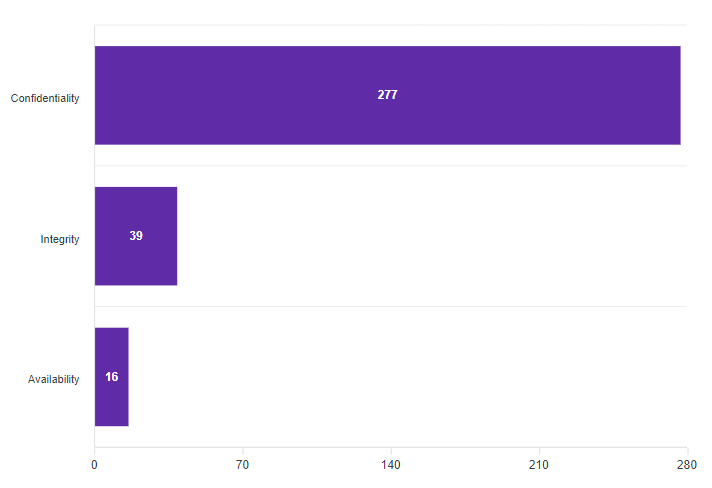 Confidentiality
277
Integrity
39
Availability
16
0 70 140 210 280